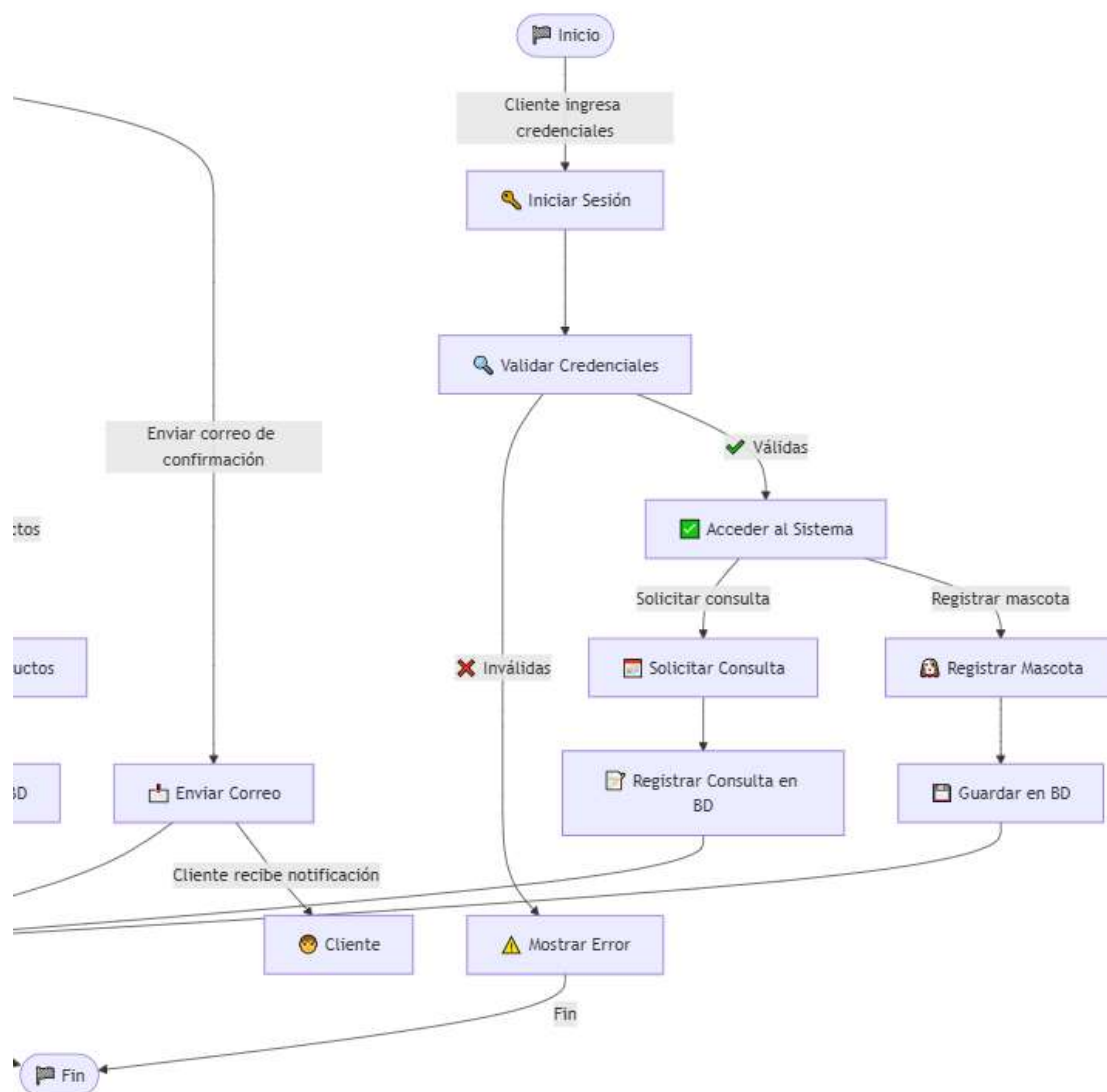 Inicio
Cliente ingresa
credenciales
Iniciar Sesión
Validar Credenciales
Enviar correo de
confirmación
Válidas
Acceder al Sistema
Solicitar consulta
Registrar mascota
Inválidas
Solicitar Consulta
Registrar Mascota
Enviar Correo
Registrar Consulta en
BD
Guardar en BD
Cliente recibe notificación
Cliente
Mostrar Error
Fin
Fin